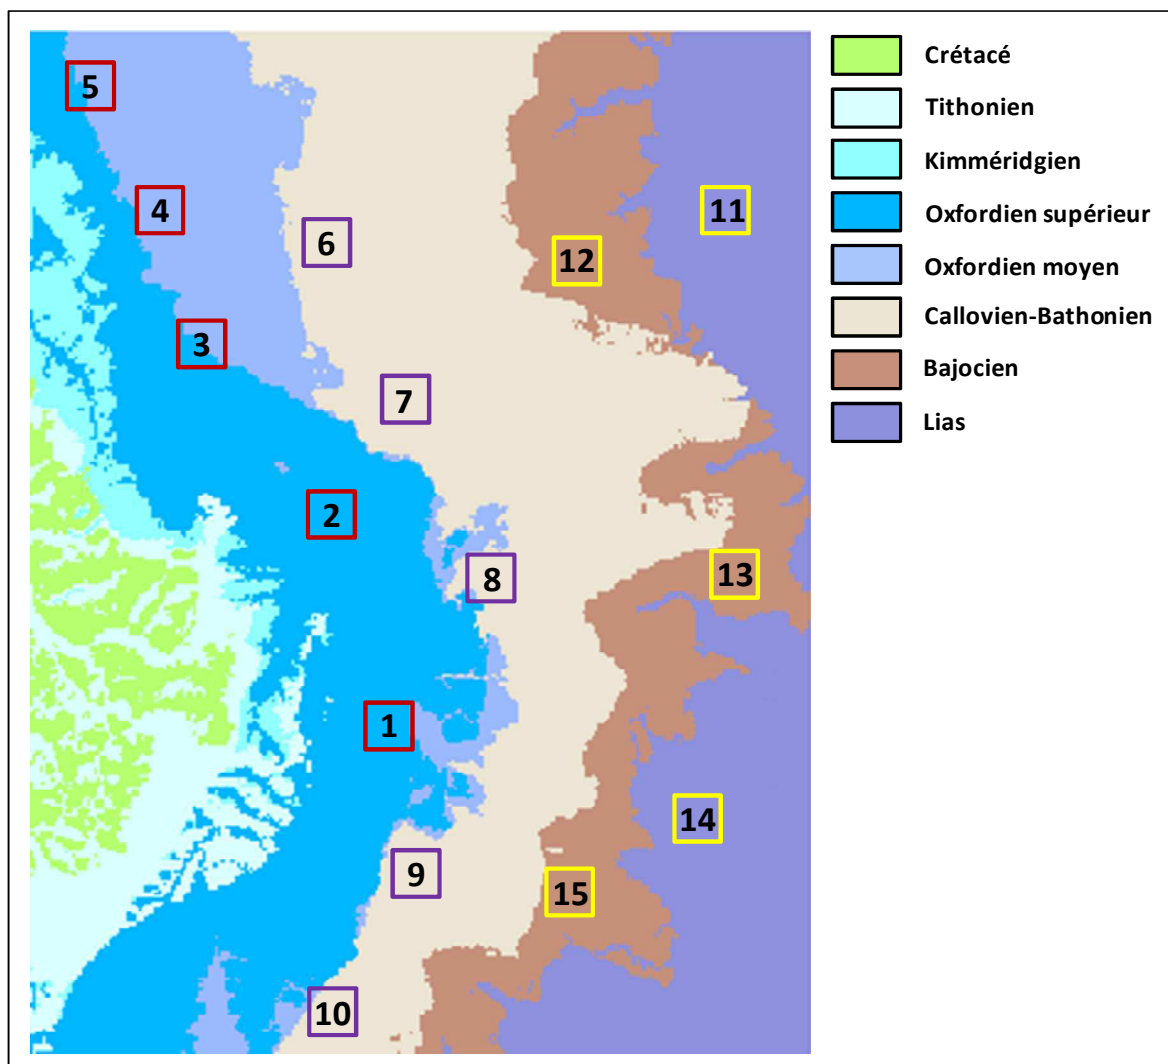 5
4
3
2
1
6
7
8
9
10
11
12
13
14
15
Crétacé
Tithonien
Kimméridgien
Oxfordien supérieur
Oxfordien moyen
Callovien-Bathonien
Bajocien
Lias